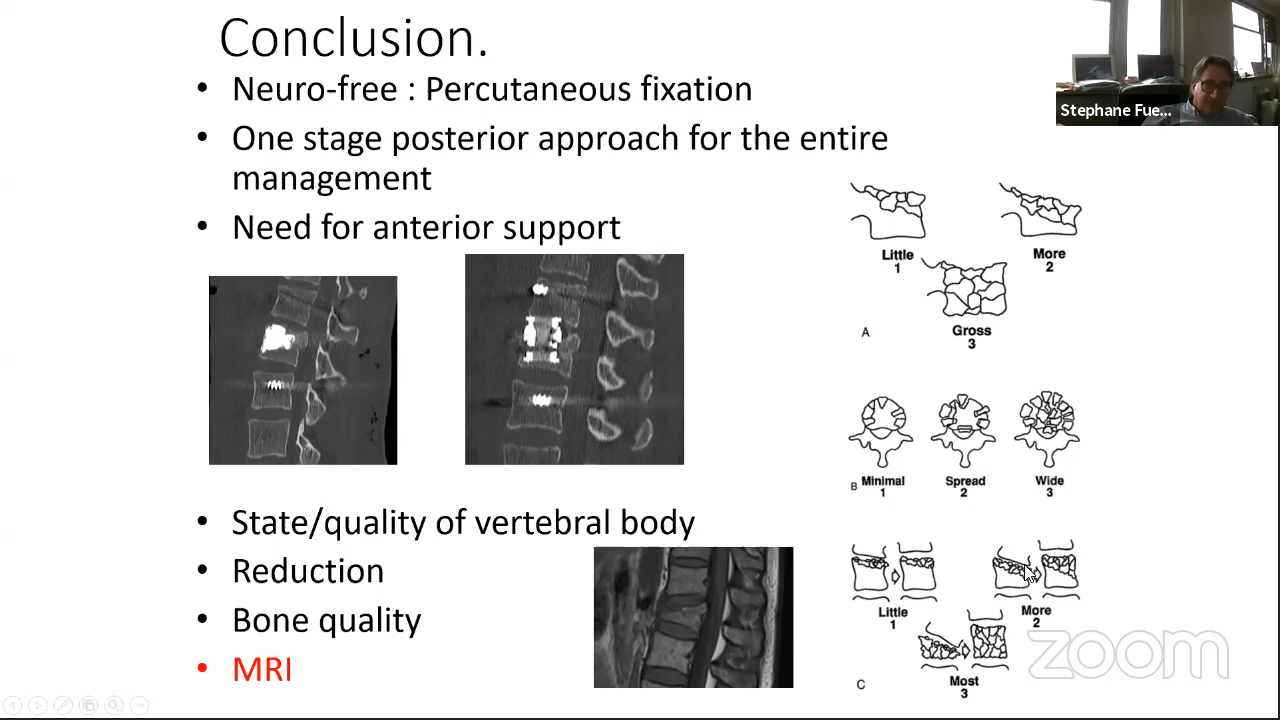 Conclusion.
• Neuro-free : Percutaneous fixation
• One stage posterior approach for the entire
management
• Need for anterior support
• State/quality of vertebral body
• Reduction
• Bone quality
• MRI
Stephane Fue...
Little
1
More
2
Gross
3
A
B
Minimal
1
Spread
2
Wide
3
Little
1
More
2
Most
3
C
zoom